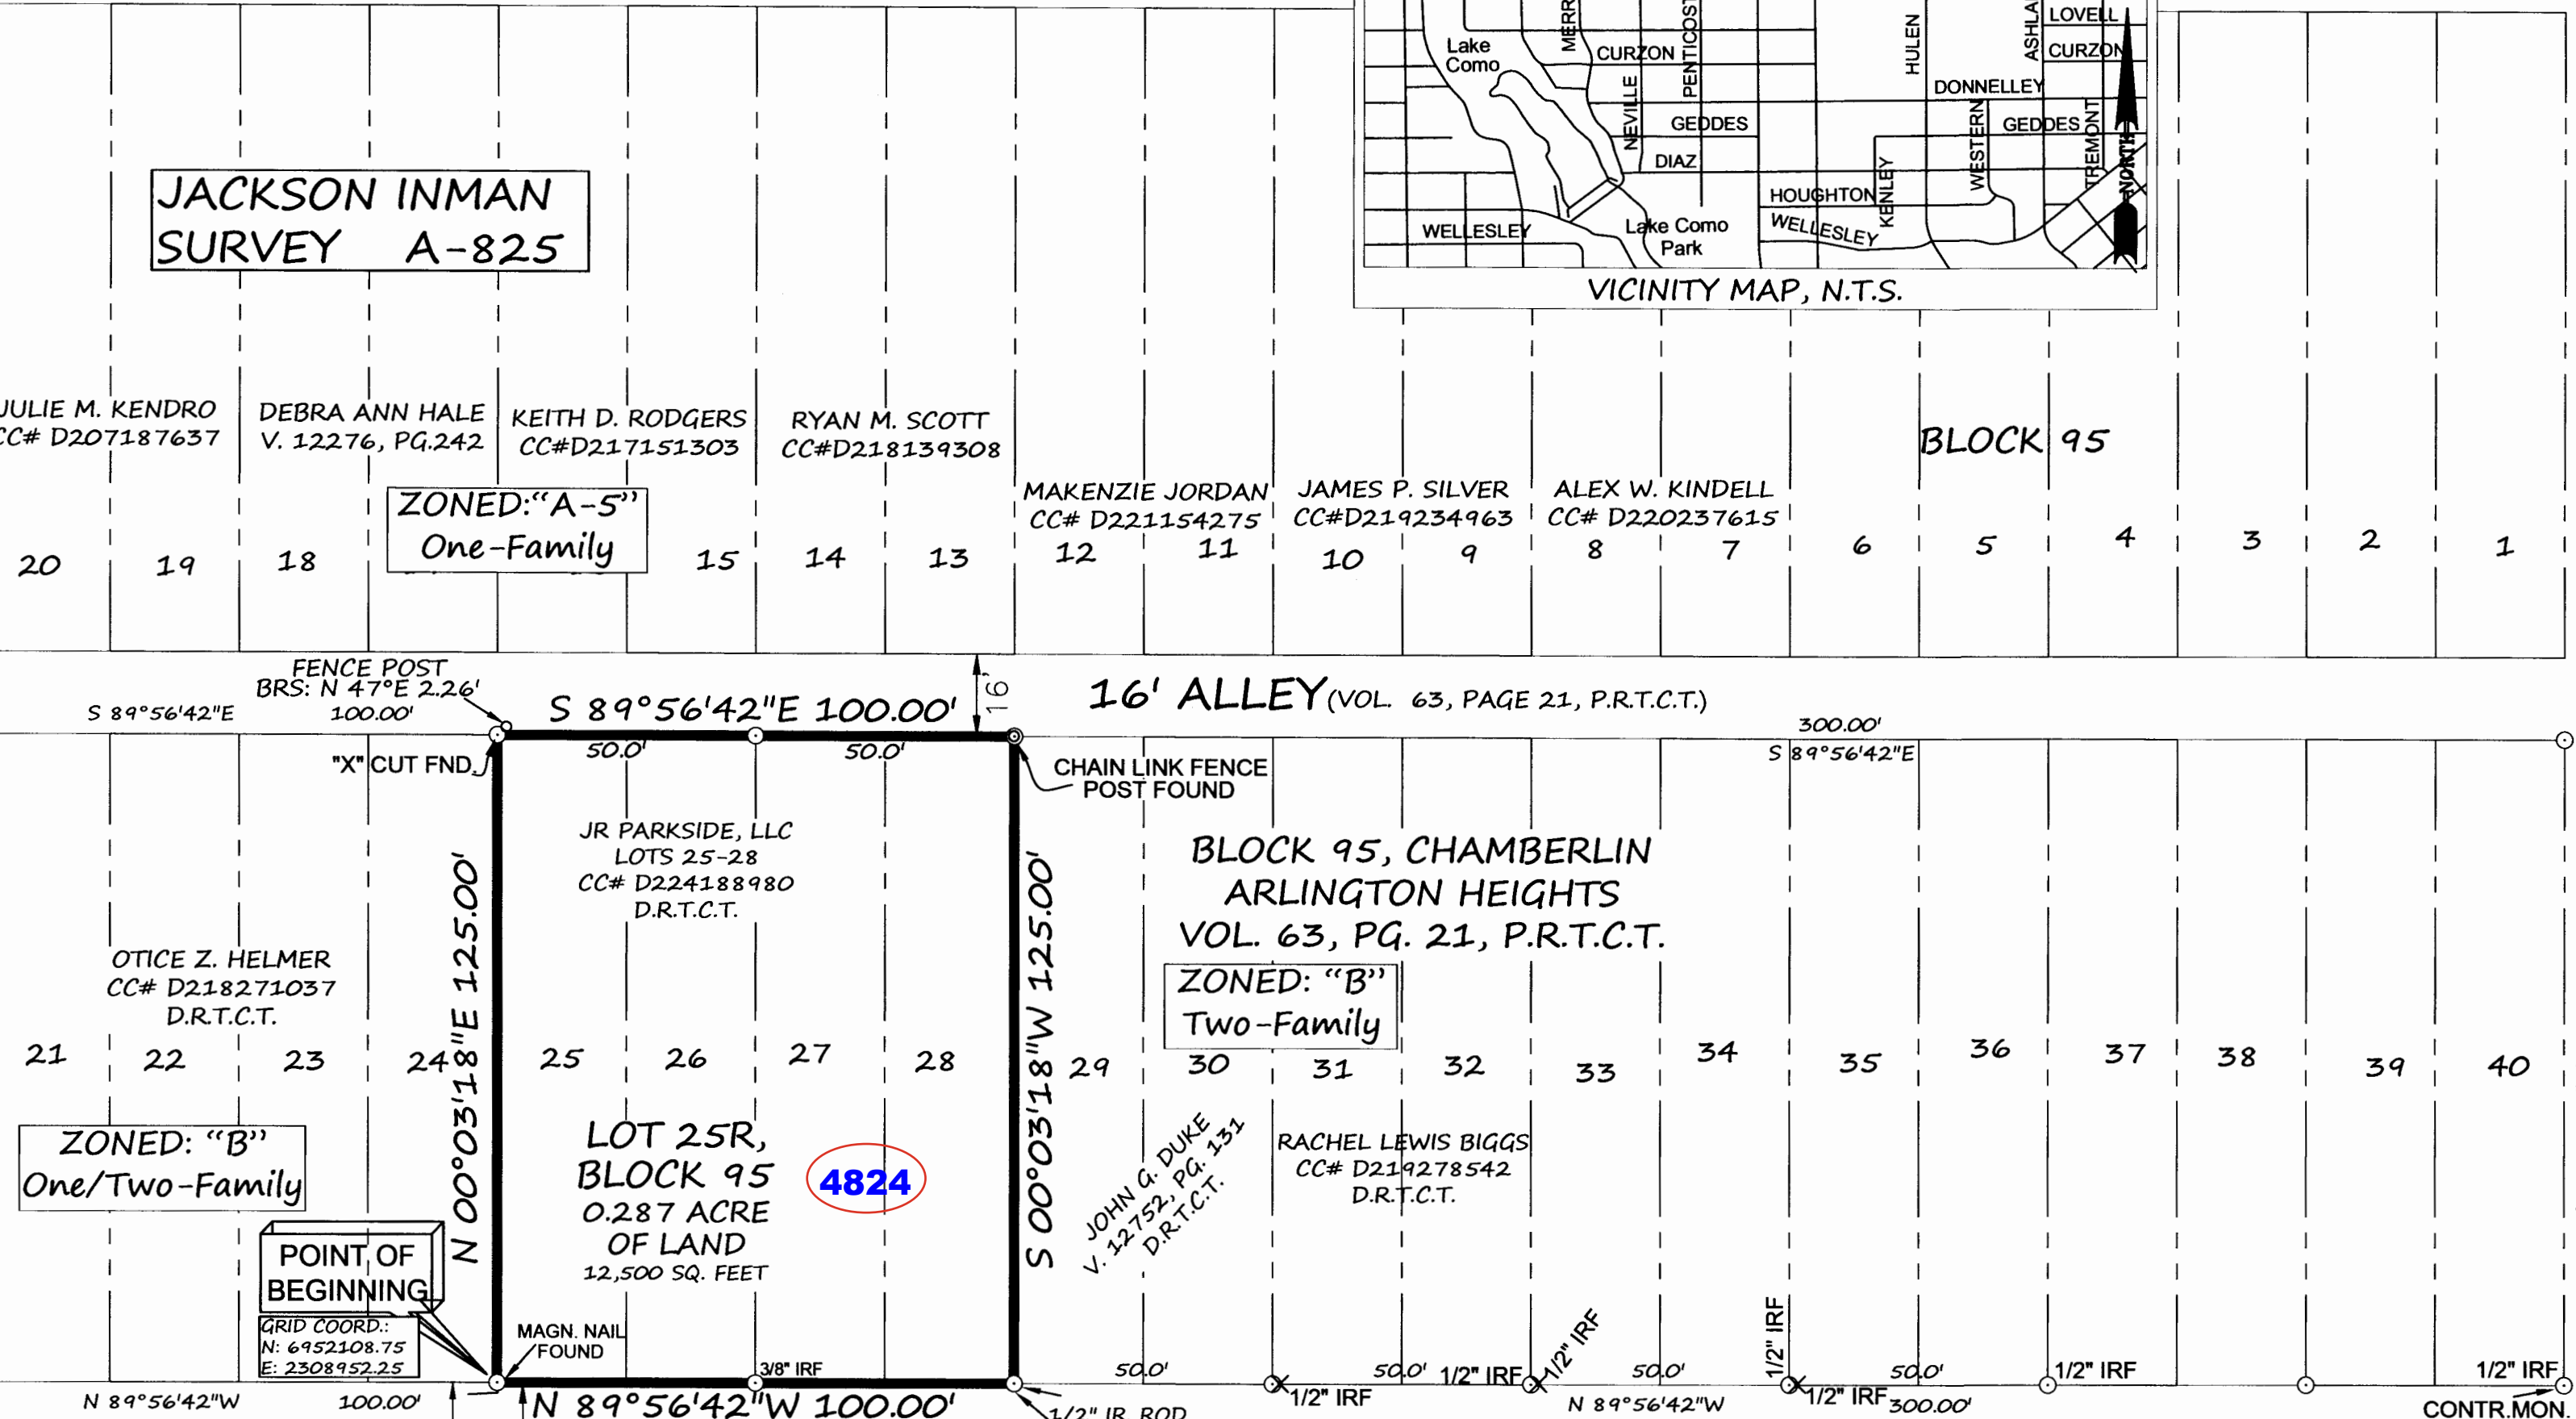 JACKSON INMAN
SURVEY A-825
Lake
Como
MERR
CURZON
PENTICOST
NEVILLE
GEDDES
DIAZ
HULEN
ASHLA
LOVELL
CURZON
DONNELLEY
WESTERN
GEDDES
TREMONT
NORTH
HOUGHTON
KENLEY
WELLESLEY
WELLESLEY
Lake Como
Park
VICINITY MAP, N.T.S.
JULIE M. KENDRO
CC# D207187637
DEBRA ANN HALE
V. 12276, PG.242
KEITH D. RODGERS
CC#D217151303
RYAN M. SCOTT
CC#D218139308
MAKENZIE JORDAN
CC# D221154275
JAMES P. SILVER
CC#D219234963
ALEX W. KINDELL
CC# D220237615
BLOCK 95
ZONED:"A-5"
One-Family
20 19 18 15 14 13 12 11 10 9 8 7 6 5 4 3 2 1
FENCE POST
BRS: N 47°E 2.26'
S 89°56'42"E 100.00'
S 89°56'42"E 100.00'
16'
16' ALLEY (VOL. 63, PAGE 21, P.R.T.C.T.)
300.00'
S 89°56'42"E
"X" CUT FND.
50.0' 50.0'
CHAIN LINK FENCE
POST FOUND
JR PARKSIDE, LLC
LOTS 25-28
CC# D224188980
D.R.T.C.T.
BLOCK 95, CHAMBERLIN
ARLINGTON HEIGHTS
VOL. 63, PG. 21, P.R.T.C.T.
N 00°03'18"E 125.00'
S 00°03'18"W 125.00'
OTICE Z. HELMER
CC# D218271037
D.R.T.C.T.
ZONED: "B"
Two-Family
21 22 23 24 25 26 27 28 29 30 31 32 33 34 35 36 37 38 39 40
ZONED: "B"
One/Two-Family
LOT 25R,
BLOCK 95
0.287 ACRE
OF LAND
12,500 SQ. FEET
4824
JOHN G. DUKE
V. 12752, PG. 131
D.R.T.C.T.
RACHEL LEWIS BIGGS
CC# D219278542
D.R.T.C.T.
POINT OF
BEGINNING
GRID COORD.:
N: 6952108.75
E: 2308952.25
MAGN. NAIL
FOUND
3/8" IRF
N 89°56'42"W 100.00'
N 89°56'42"W 100.00'
1/2" IR. ROD
50.0'
1/2" IRF
50.0'
1/2" IRF
1/2" IRF
50.0'
N 89°56'42"W
1/2" IRF
1/2" IRF
50.0'
300.00'
1/2" IRF
1/2" IRF
CONTR.MON.